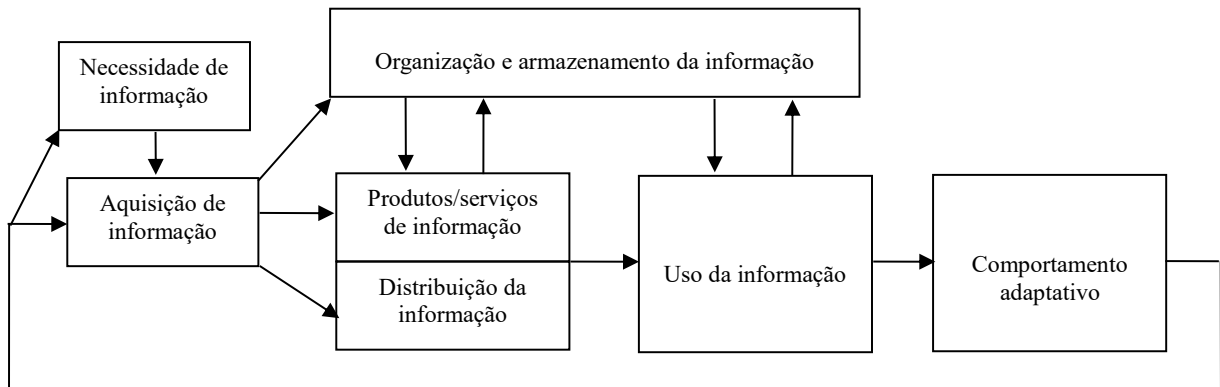 Necessidade de
informação
Organização e armazenamento da informação
Aquisição de
informação
Produtos/serviços
de informação
Distribuição da
informação
Uso da informação
Comportamento
adaptativo